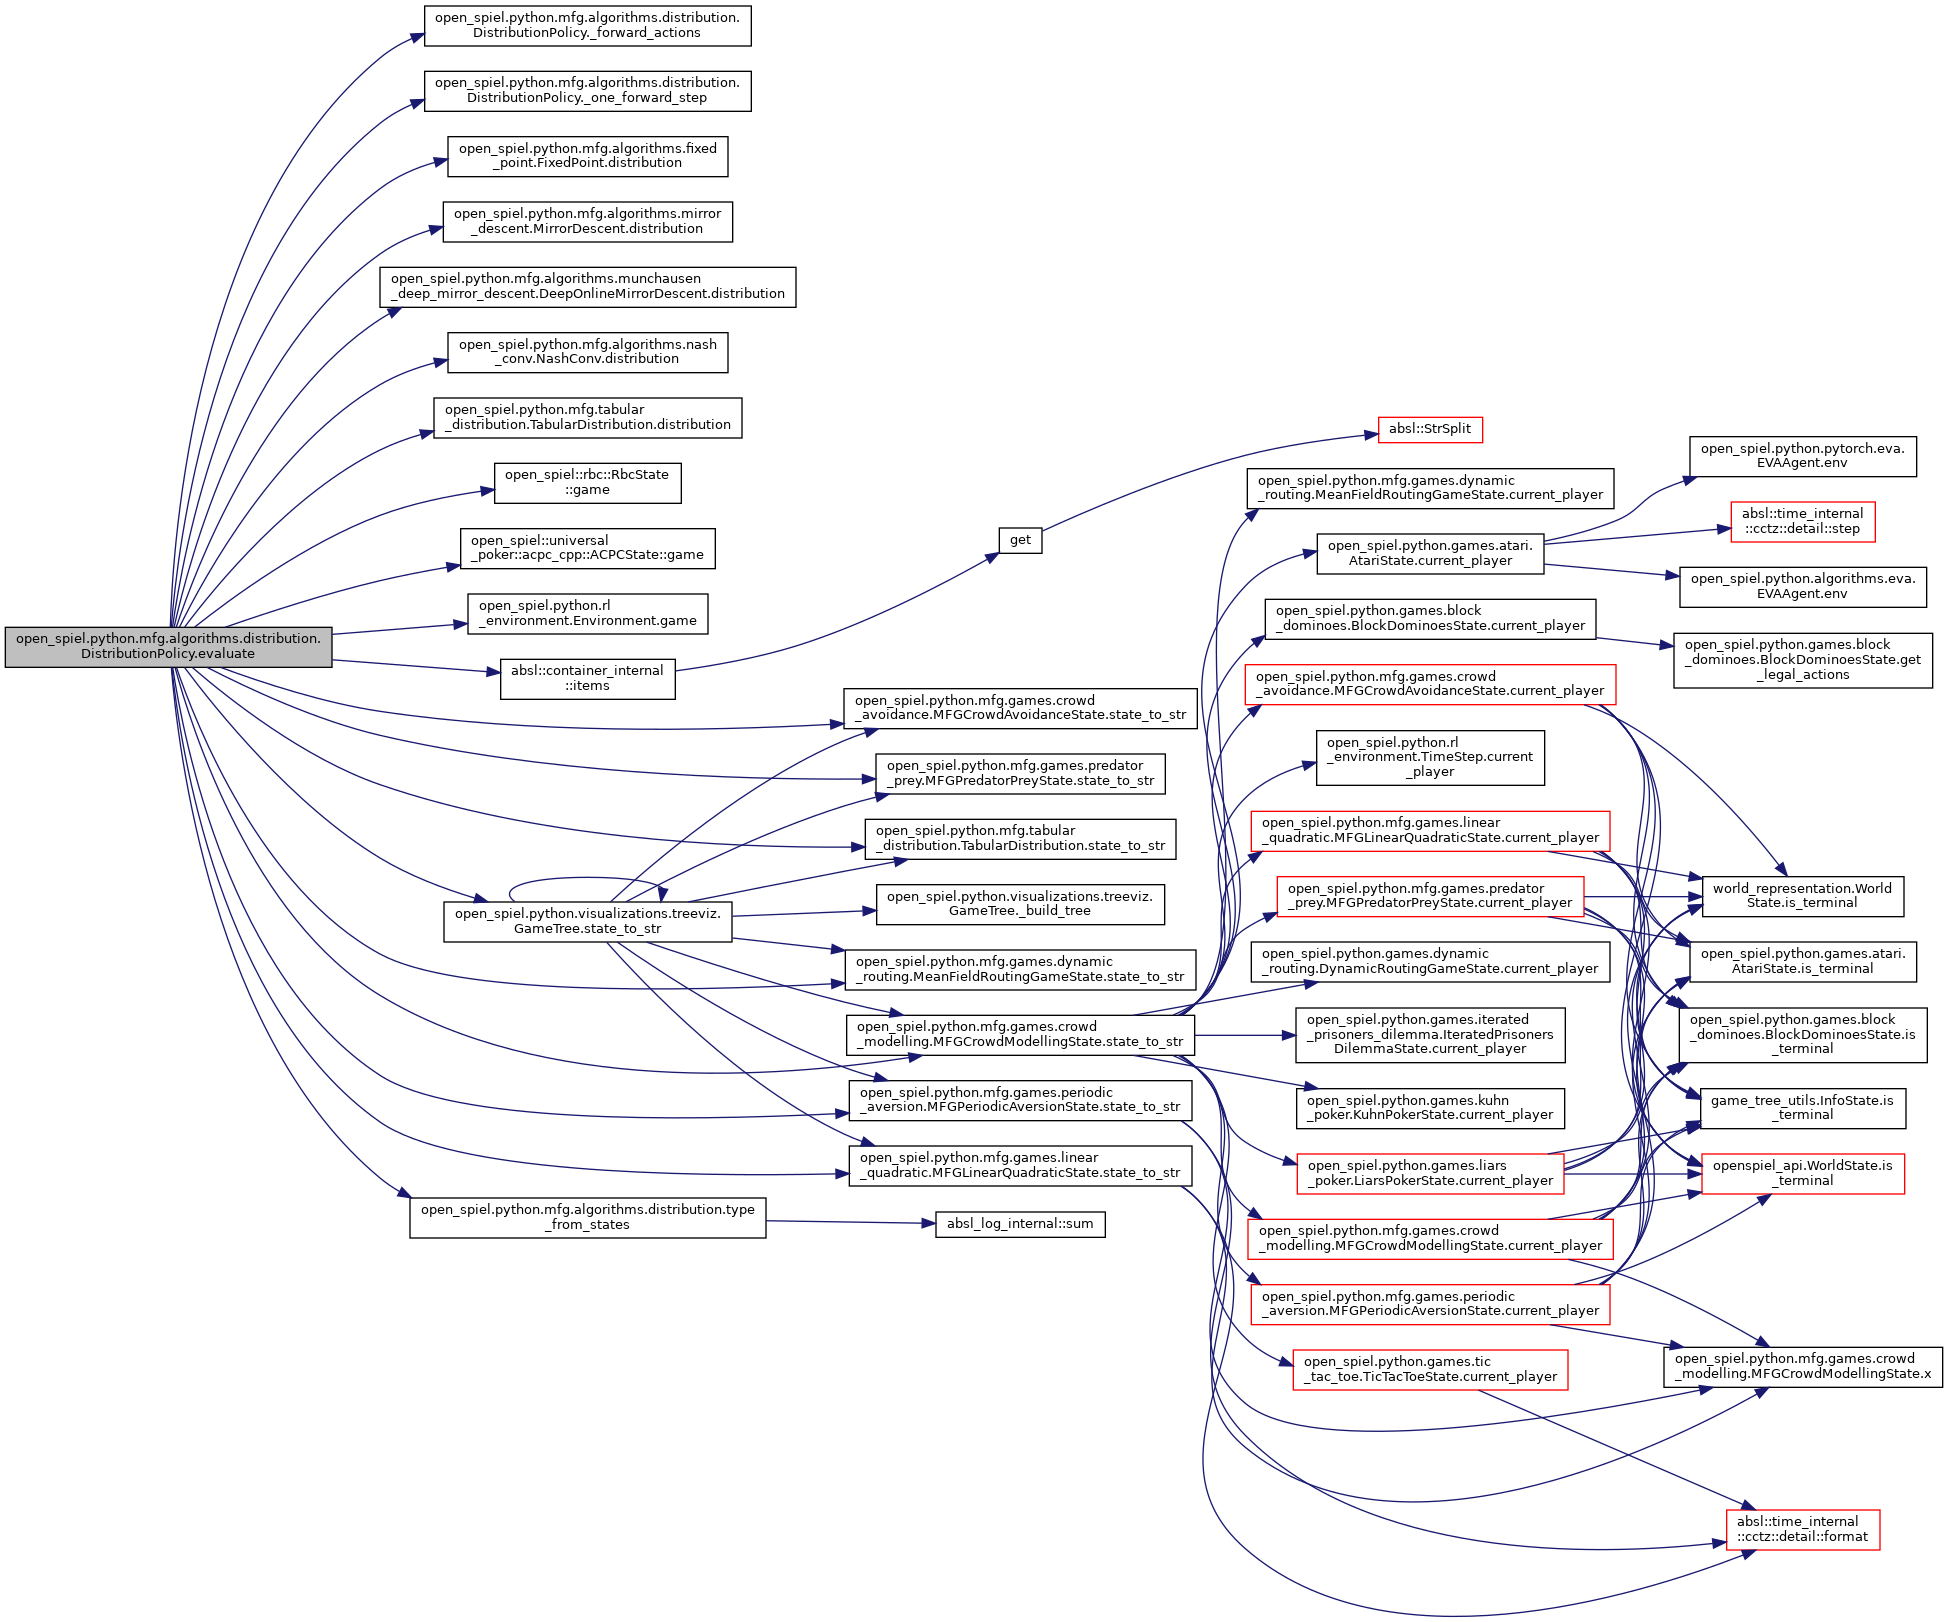 open_spiel.python.mfg.algorithms.distribution.
DistributionPolicy.evaluate
open_spiel.python.mfg.algorithms.distribution.
DistributionPolicy._forward_actions
open_spiel.python.mfg.algorithms.distribution.
DistributionPolicy._one_forward_step
open_spiel.python.mfg.algorithms.fixed
_point.FixedPoint.distribution
open_spiel.python.mfg.algorithms.mirror
_descent.MirrorDescent.distribution
open_spiel.python.mfg.algorithms.munchausen
_deep_mirror_descent.DeepOnlineMirrorDescent.distribution
open_spiel.python.mfg.algorithms.nash
_conv.NashConv.distribution
open_spiel.python.mfg.tabular
_distribution.TabularDistribution.distribution
open_spiel::rbc::RbcState
::game
open_spiel::universal
_poker::acpc_cpp::ACPCState::game
open_spiel.python.rl
_environment.Environment.game
absl::container_internal
::items
open_spiel.python.visualizations.treeviz.
GameTree.state_to_str
open_spiel.python.mfg.algorithms.distribution.type
_from_states
open_spiel.python.mfg.games.crowd
_avoidance.MFGCrowdAvoidanceState.state_to_str
open_spiel.python.mfg.games.predator
_prey.MFGPredatorPreyState.state_to_str
open_spiel.python.mfg.tabular
_distribution.TabularDistribution.state_to_str
open_spiel.python.visualizations.treeviz.
GameTree._build_tree
open_spiel.python.mfg.games.dynamic
_routing.MeanFieldRoutingGameState.state_to_str
open_spiel.python.mfg.games.crowd
_modelling.MFGCrowdModellingState.state_to_str
open_spiel.python.mfg.games.periodic
_aversion.MFGPeriodicAversionState.state_to_str
open_spiel.python.mfg.games.linear
_quadratic.MFGLinearQuadraticState.state_to_str
absl_log_internal::sum
get
absl::StrSplit
open_spiel.python.mfg.games.dynamic
_routing.MeanFieldRoutingGameState.current_player
open_spiel.python.games.atari.
AtariState.current_player
open_spiel.python.games.block
_dominoes.BlockDominoesState.current_player
open_spiel.python.mfg.games.crowd
_avoidance.MFGCrowdAvoidanceState.current_player
open_spiel.python.rl
_environment.TimeStep.current
_player
open_spiel.python.mfg.games.linear
_quadratic.MFGLinearQuadraticState.current_player
open_spiel.python.mfg.games.predator
_prey.MFGPredatorPreyState.current_player
open_spiel.python.games.dynamic
_routing.DynamicRoutingGameState.current_player
open_spiel.python.games.iterated
_prisoners_dilemma.IteratedPrisoners
DilemmaState.current_player
open_spiel.python.games.kuhn
_poker.KuhnPokerState.current_player
open_spiel.python.games.liars
_poker.LiarsPokerState.current_player
open_spiel.python.mfg.games.crowd
_modelling.MFGCrowdModellingState.current_player
open_spiel.python.mfg.games.periodic
_aversion.MFGPeriodicAversionState.current_player
open_spiel.python.games.tic
_tac_toe.TicTacToeState.current_player
open_spiel.python.pytorch.eva.
EVAAgent.env
absl::time_internal
::cctz::detail::step
open_spiel.python.algorithms.eva.
EVAAgent.env
open_spiel.python.games.block
_dominoes.BlockDominoesState.get
_legal_actions
world_representation.World
State.is_terminal
open_spiel.python.games.atari.
AtariState.is_terminal
open_spiel.python.games.block
_dominoes.BlockDominoesState.is
_terminal
game_tree_utils.InfoState.is
_terminal
openspiel_api.WorldState.is
_terminal
open_spiel.python.mfg.games.crowd
_modelling.MFGCrowdModellingState.x
absl::time_internal
::cctz::detail::format